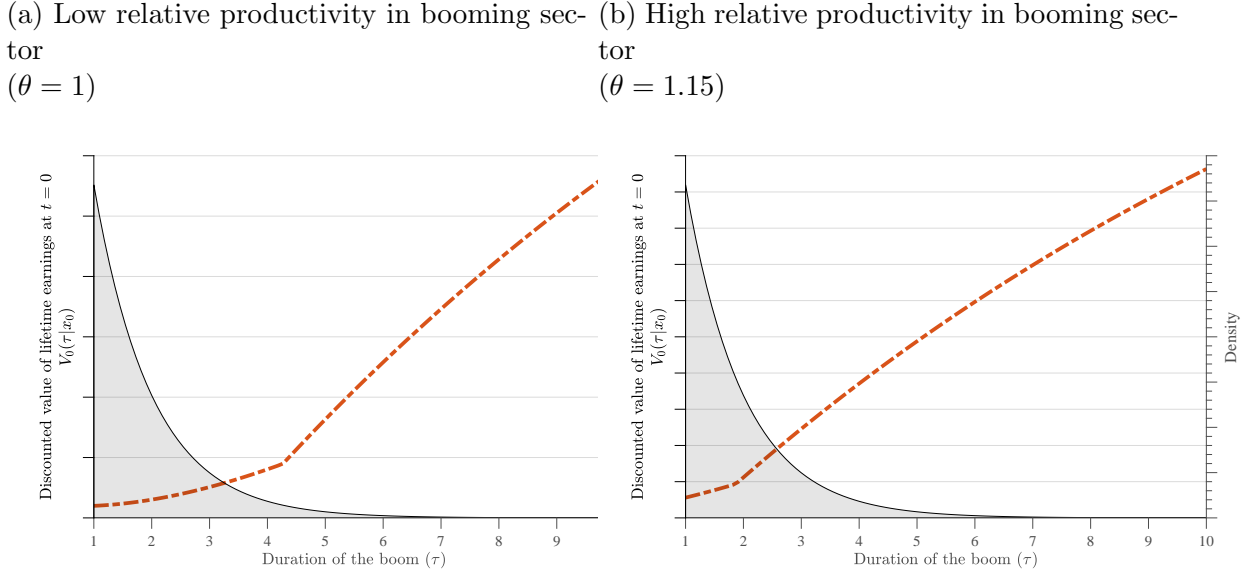 (a) Low relative productivity in booming sec-
tor
(θ = 1)
(b) High relative productivity in booming sec-
tor
(θ = 1.15)
Discounted value of lifetime earnings at t = 0
V₀(τ|x₀)
1 2 3 4 5 6 7 8 9
Duration of the boom (τ)
Discounted value of lifetime earnings at t = 0
V₀(τ|x₀)
1 2 3 4 5 6 7 8 9 10
Duration of the boom (τ)
Density